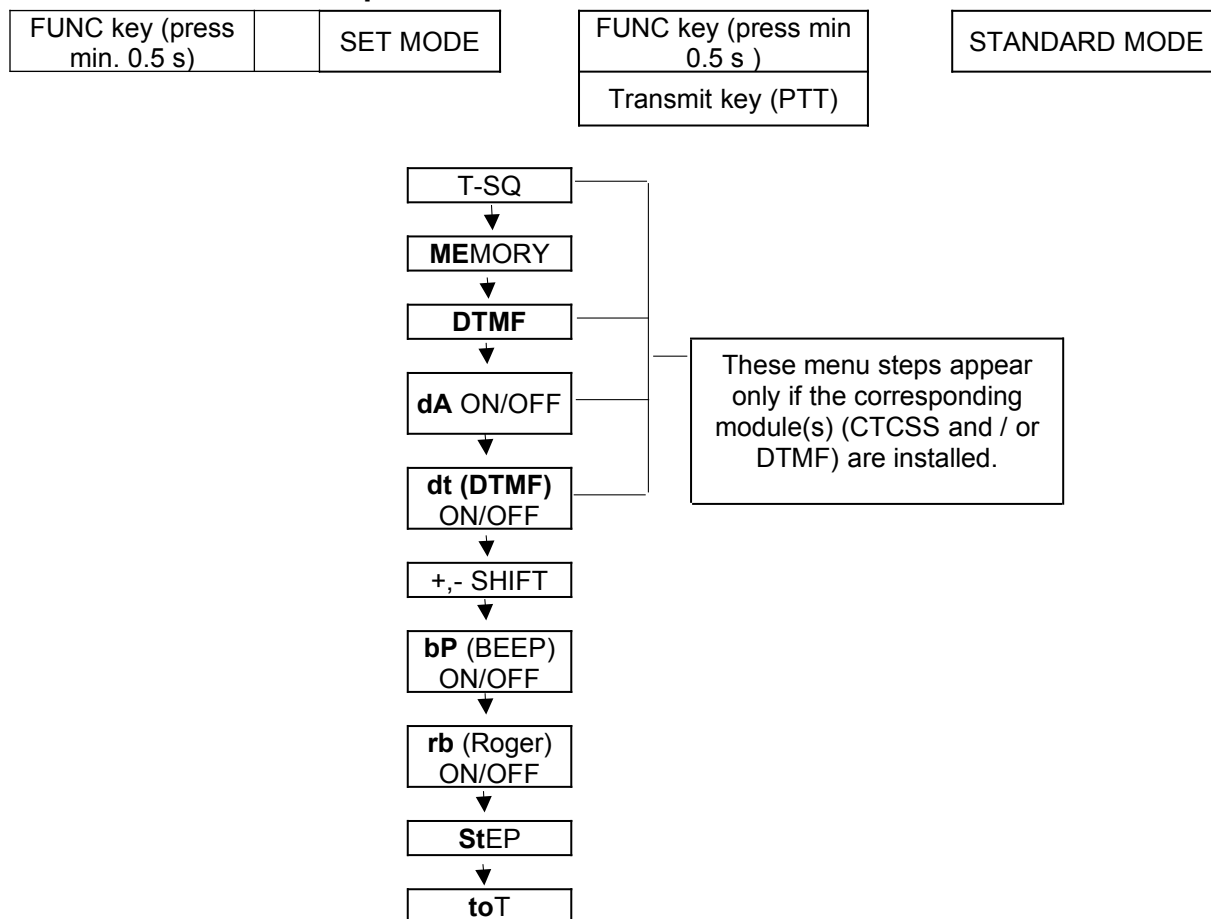 FUNC key (press
min. 0.5 s)
SET MODE
FUNC key (press min
0.5 s )
STANDARD MODE
Transmit key (PTT)
T-SQ
MEMORY
DTMF
dA ON/OFF
These menu steps appear
only if the corresponding
module(s) (CTCSS and / or
DTMF) are installed.
dt (DTMF)
ON/OFF
+,- SHIFT
bP (BEEP)
ON/OFF
rb (Roger)
ON/OFF
StEP
toT